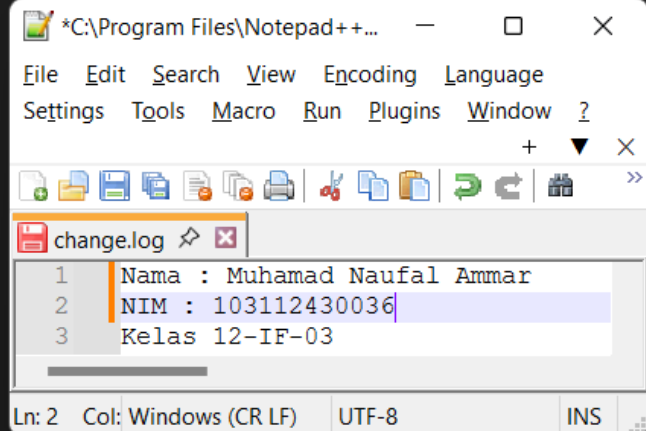 *C:\Program Files\Notepad++...
File Edit Search View Encoding Language
Settings Tools Macro Run Plugins Window ?
change.log
1 Nama : Muhamad Naufal Ammar
2 NIM : 103112430036
3 Kelas 12-IF-03
Ln: 2 Col: Windows (CR LF) UTF-8 INS